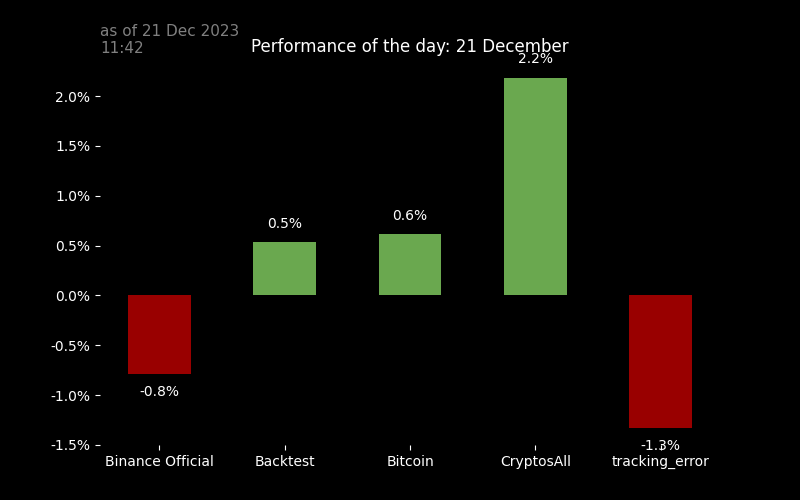 as of 21 Dec 2023
11:42
Performance of the day: 21 December
2.2%
2.0%
1.5%
1.0%
0.5%
0.0%
-0.5%
-1.0%
-1.5%
0.5%
0.6%
-0.8%
-1.3%
Binance Official
Backtest
Bitcoin
CryptosAll
tracking_error